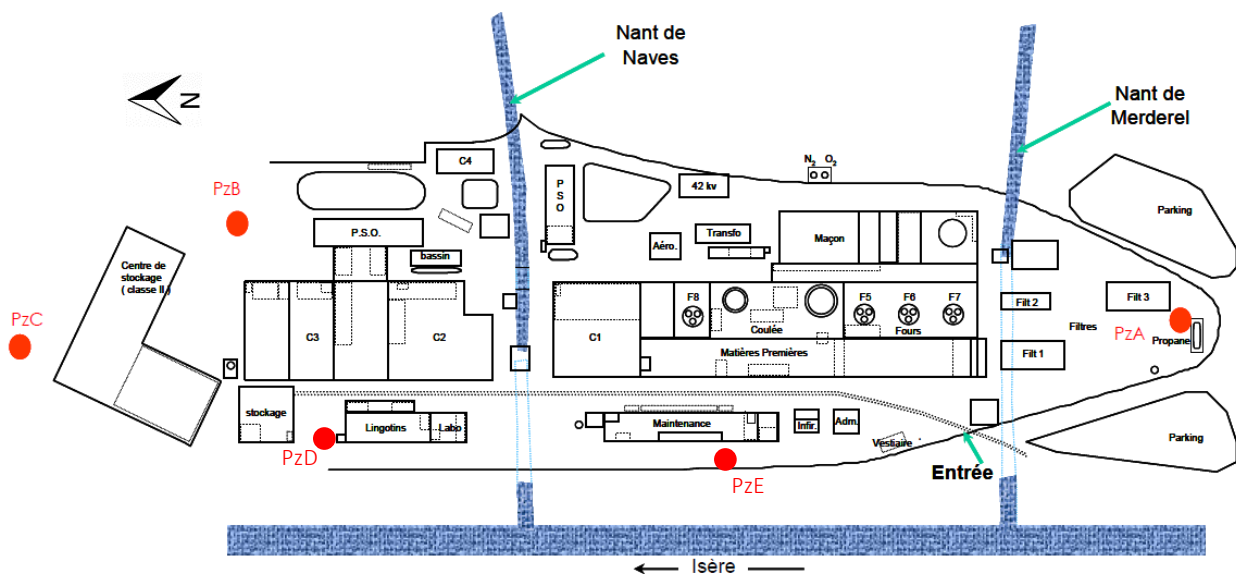 Nant de
Naves
Nant de
Merderel
N
C4
N2 O2
PzB
P
S
O
42 kv
Parking
P.S.O.
Transfo
Maçon
Aéro.
bassin
Centre de
stockage
( classe II )
F8
F5
F6
F7
Filt 2
Filt 3
PzC
C3
C2
C1
Coulée
Fours
Filtres
PzA
Propane
Matières Premières
Filt 1
stockage
Lingotins
Labo
Maintenance
Infir.
Adm.
Vestiaire
Parking
PzD
PzE
Entrée
Isère